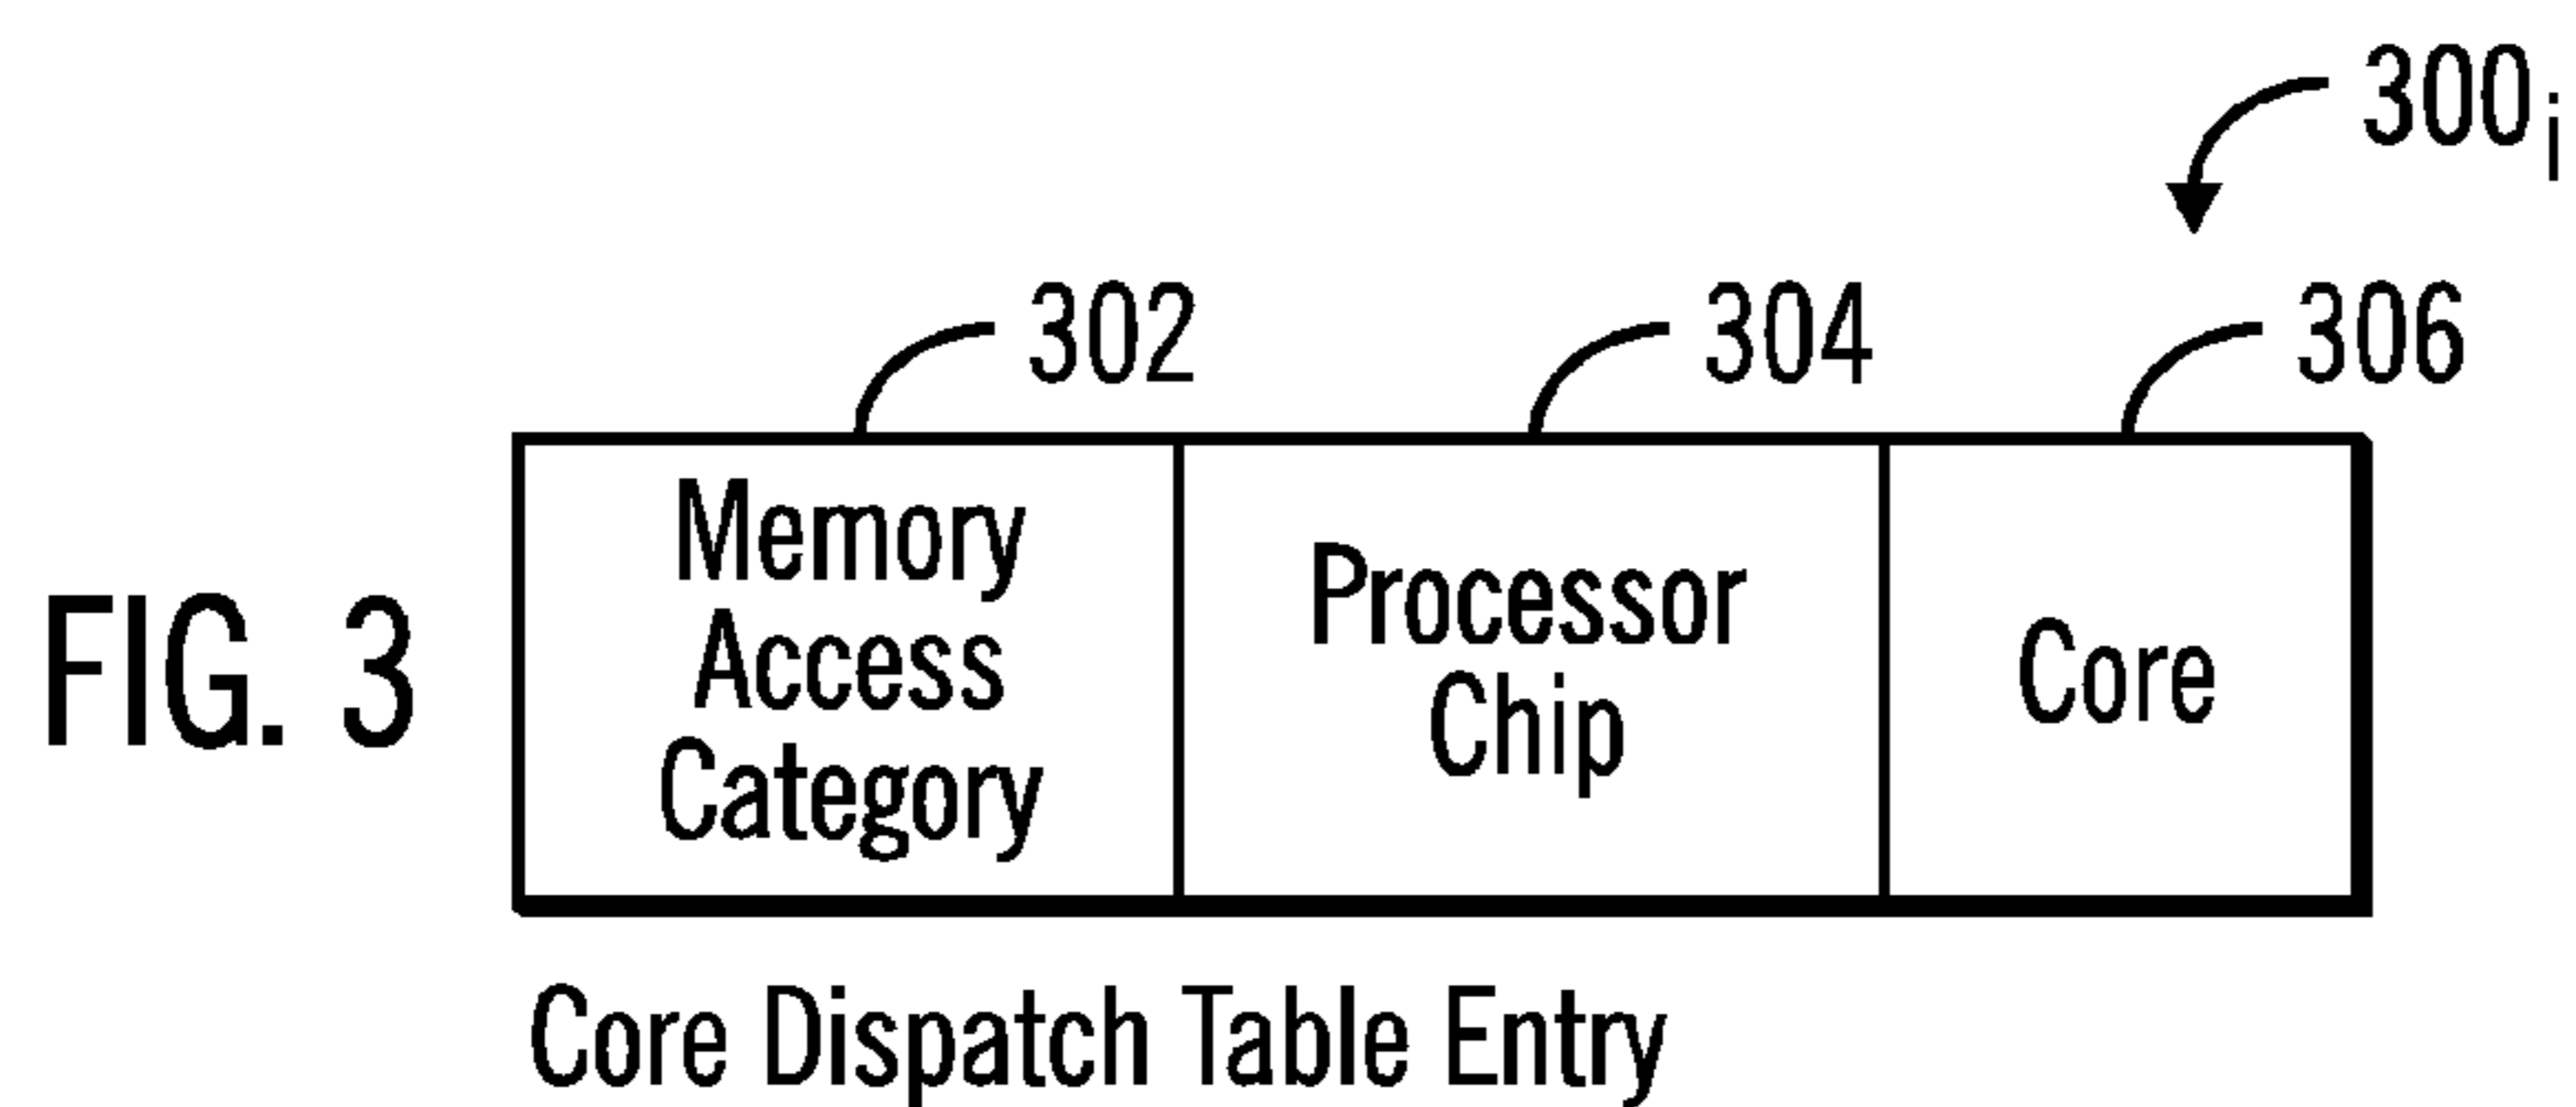 300i
302 304 306
Memory
Access
Category
Processor
Chip
Core
FIG. 3
Core Dispatch Table Entry